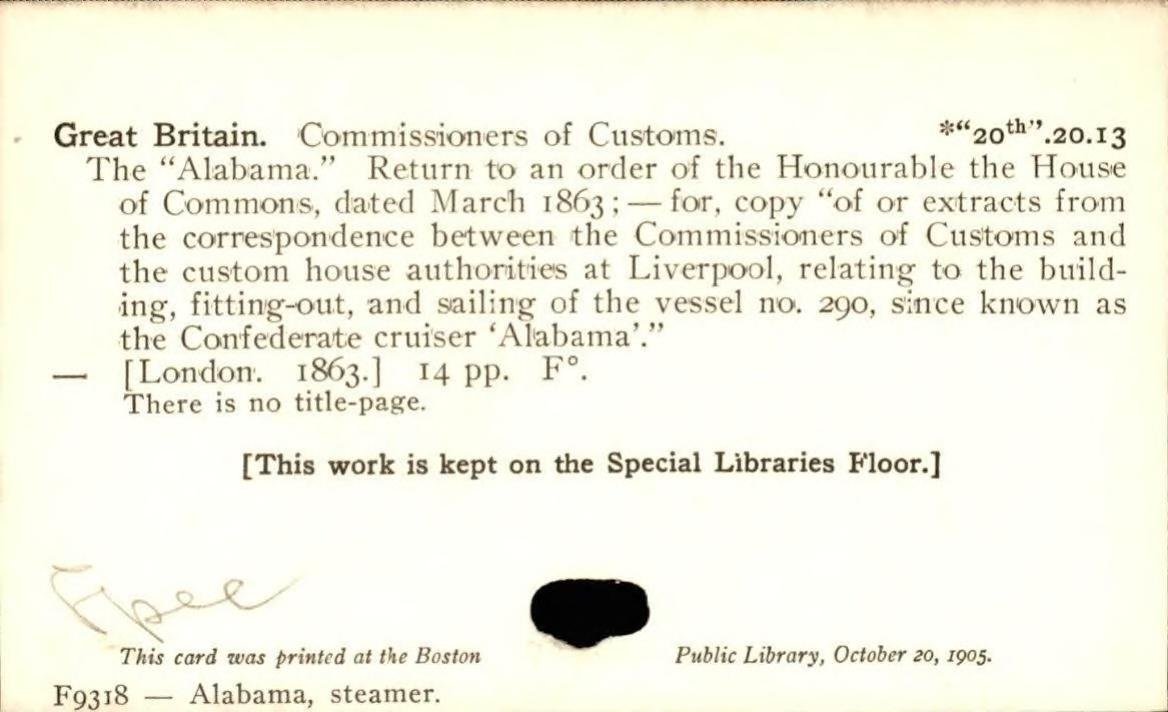 Great Britain. Commissioners of Customs. *“20th”.20.13
The “Alabama.” Return to an order of the Honourable the House
of Commons, dated March 1863; — for, copy “of or extracts from
the correspondence between the Commissioners of Customs and
the custom house authorities at Liverpool, relating to the build-
ing, fitting-out, and sailing of the vessel no. 290, since known as
the Confederate cruiser ‘Alabama’.”
— [London. 1863.] 14 pp. F°.
There is no title-page.
[This work is kept on the Special Libraries Floor.]
This card was printed at the Boston Public Library, October 20, 1905.
F9318 — Alabama, steamer.